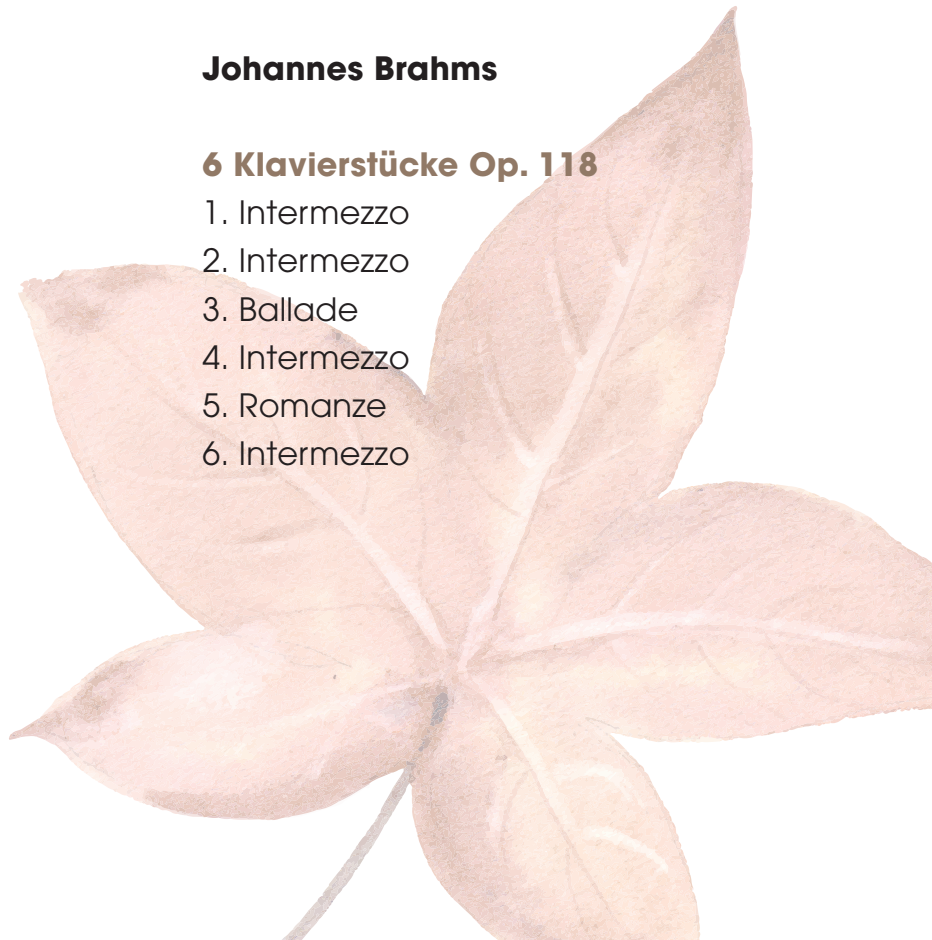 Johannes Brahms
6 Klavierstücke Op. 118
1. Intermezzo
2. Intermezzo
3. Ballade
4. Intermezzo
5. Romanze
6. Intermezzo